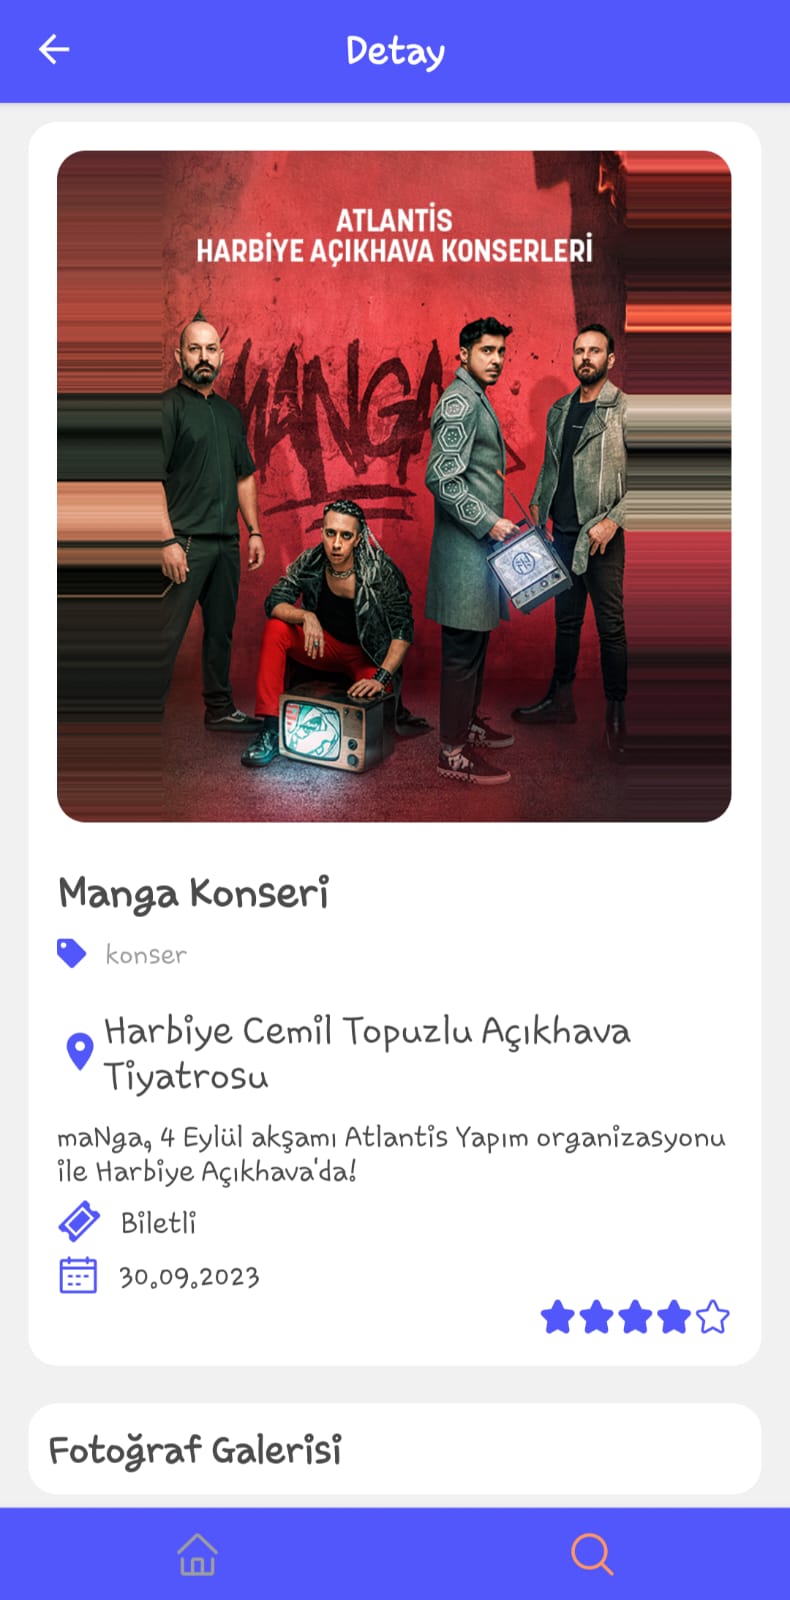 Detay
ATLANTİS
HARBİYE AÇIKHAVA KONSERLERİ
MANGA
Manga Konseri
konser
Harbiye Cemil Topuzlu Açıkhava
Tiyatrosu
maNga, 4 Eylül akşamı Atlantis Yapım organizasyonu
ile Harbiye Açıkhava'da!
Biletli
30.09.2023
Fotoğraf Galerisi